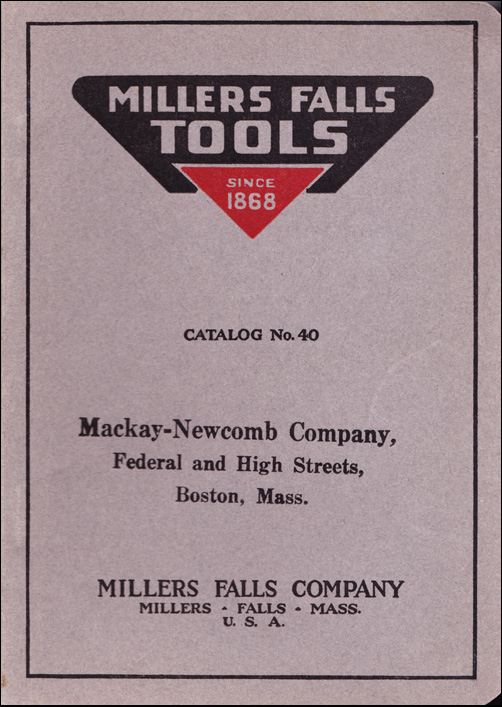 MILLERS FALLS
TOOLS
SINCE
1868
CATALOG No. 40
Mackay-Newcomb Company,
Federal and High Streets,
Boston, Mass.
MILLERS FALLS COMPANY
MILLERS - FALLS - MASS.
U. S. A.